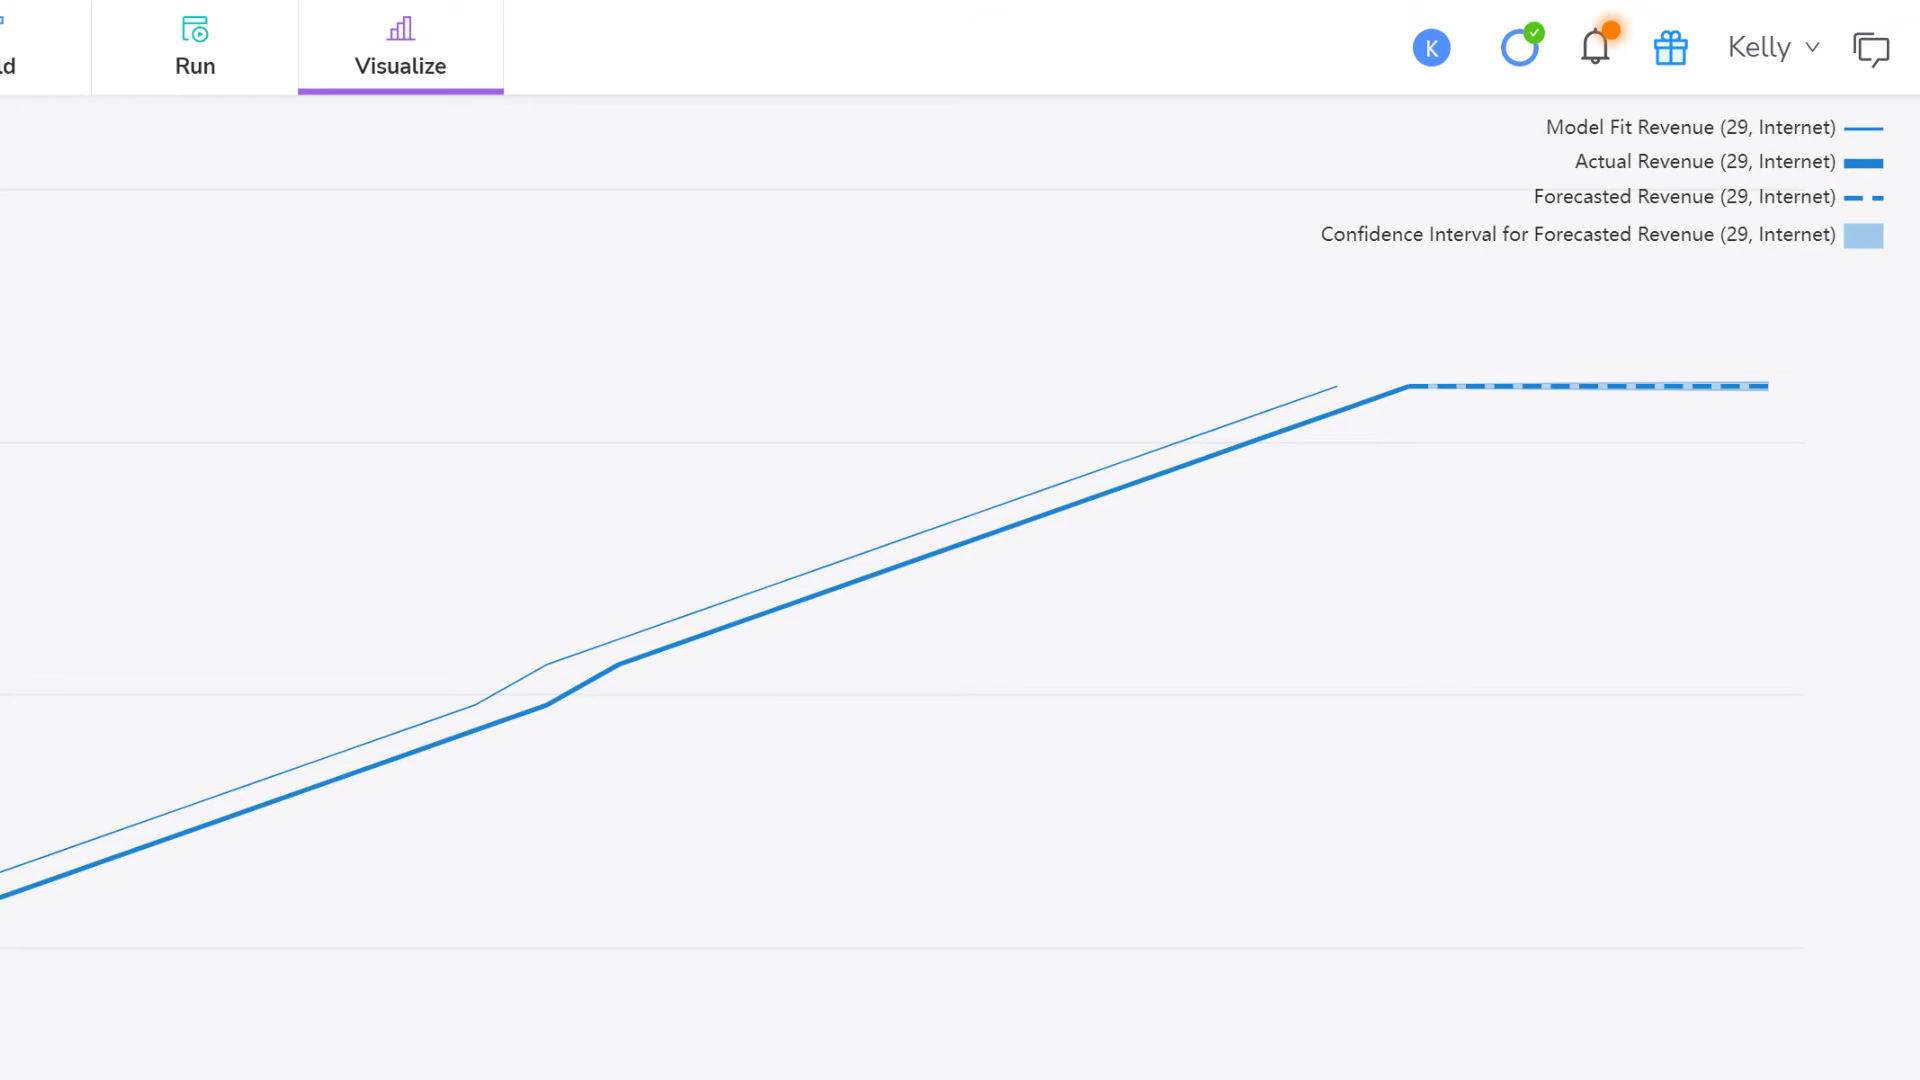 ld
Run
Visualize
K
Kelly
Model Fit Revenue (29, Internet)
Actual Revenue (29, Internet)
Forecasted Revenue (29, Internet)
Confidence Interval for Forecasted Revenue (29, Internet)